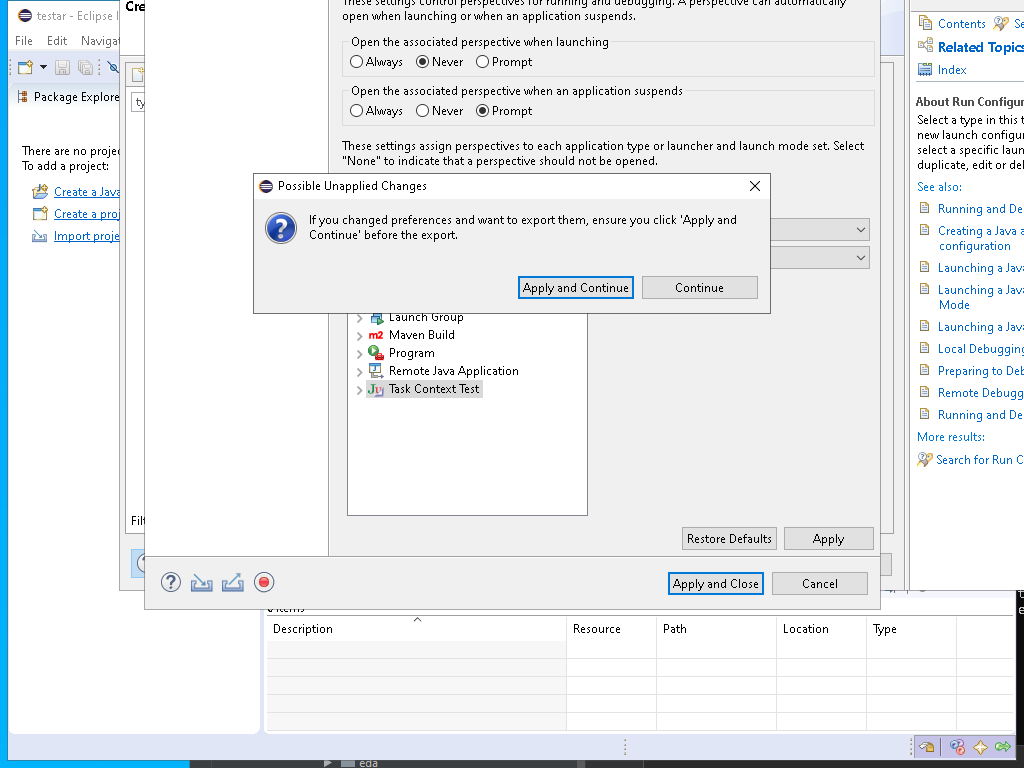 testar - Eclipse I
File Edit Navigat
Package Explore
There are no projec
To add a project:
Create a Java
Create a proj
Import proje
Cre
ty
Filt
These settings control perspectives for running and debugging. A perspective can automatically
open when launching or when an application suspends.
Open the associated perspective when launching
Always Never Prompt
Open the associated perspective when an application suspends
Always Never Prompt
These settings assign perspectives to each application type or launcher and launch mode set. Select
"None" to indicate that a perspective should not be opened.
Possible Unapplied Changes
If you changed preferences and want to export them, ensure you click 'Apply and
Continue' before the export.
Apply and Continue Continue
Launch Group
m2 Maven Build
Program
Remote Java Application
Ju Task Context Test
Restore Defaults Apply
Apply and Close Cancel
Contents Se
Related Topics
Index
About Run Configur
Select a type in this t
new launch configur
select a specific laun
duplicate, edit or del
See also:
Running and De
Creating a Java a
configuration
Launching a Java
Launching a Java
Mode
Launching a Java
Local Debugging
Preparing to Deb
Remote Debugg
Running and De
More results:
Search for Run C
0 items
Description Resource Path Location Type
eda